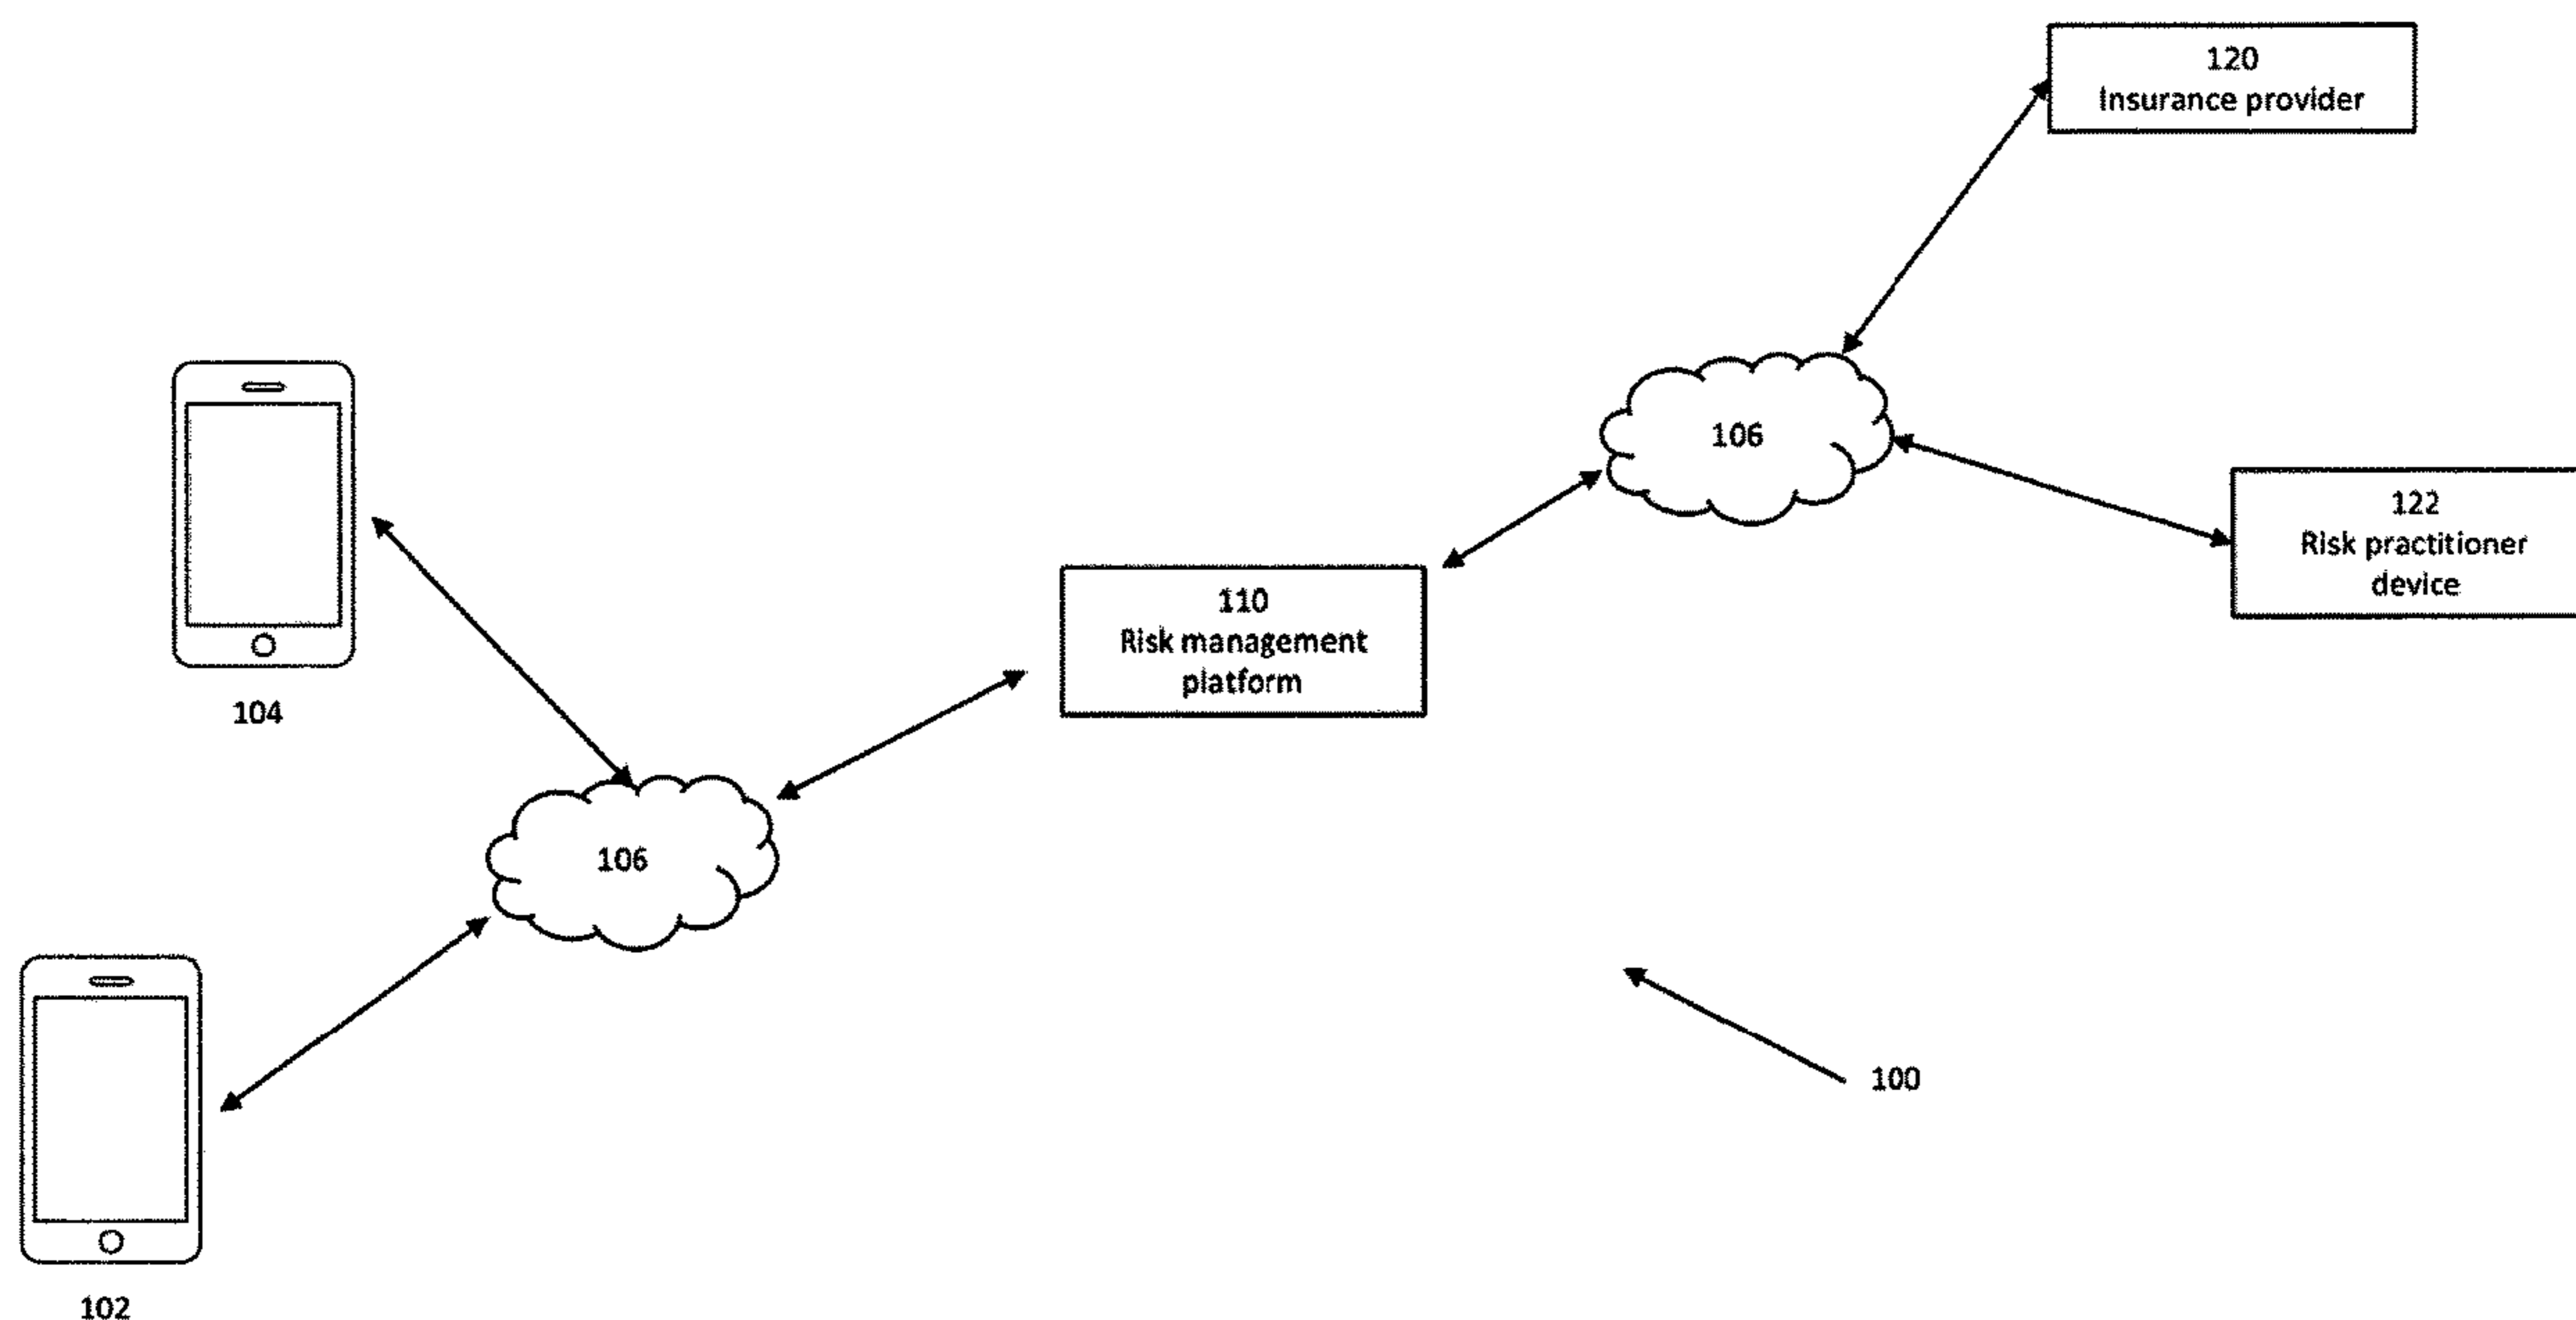 120
Insurance provider
106
122
Risk practitioner
device
110
Risk management
platform
104
106
100
102